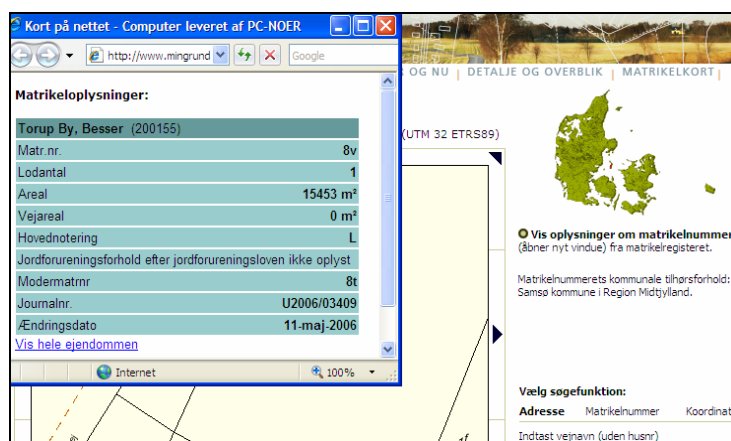 Kort på nettet - Computer leveret af PC-NOER
http://www.mingrund
Google
Matrikeloplysninger:
Torup By, Besser (200155)
Matr.nr. 8v
Lodantal 1
Areal 15453 m²
Vejareal 0 m²
Hovednotering L
Jordforureningsforhold efter jordforureningsloven ikke oplyst
Modermatrnr 8t
Journalnr. U2006/03409
Ændringsdato 11-maj-2006
Vis hele ejendommen
Internet 100%
OG NU | DETALJE OG OVERBLIK | MATRIKELKORT |
(UTM 32 ETRS89)
Vis oplysninger om matrikelnummer
(åbner nyt vindue) fra matrikelregisteret.
Matrikelnummerets kommunale tilhørsforhold:
Samsø kommune i Region Midtjylland.
Vælg søgefunktion:
Adresse Matrikelnummer Koordinat
Indtast vejnavn (uden husnr)